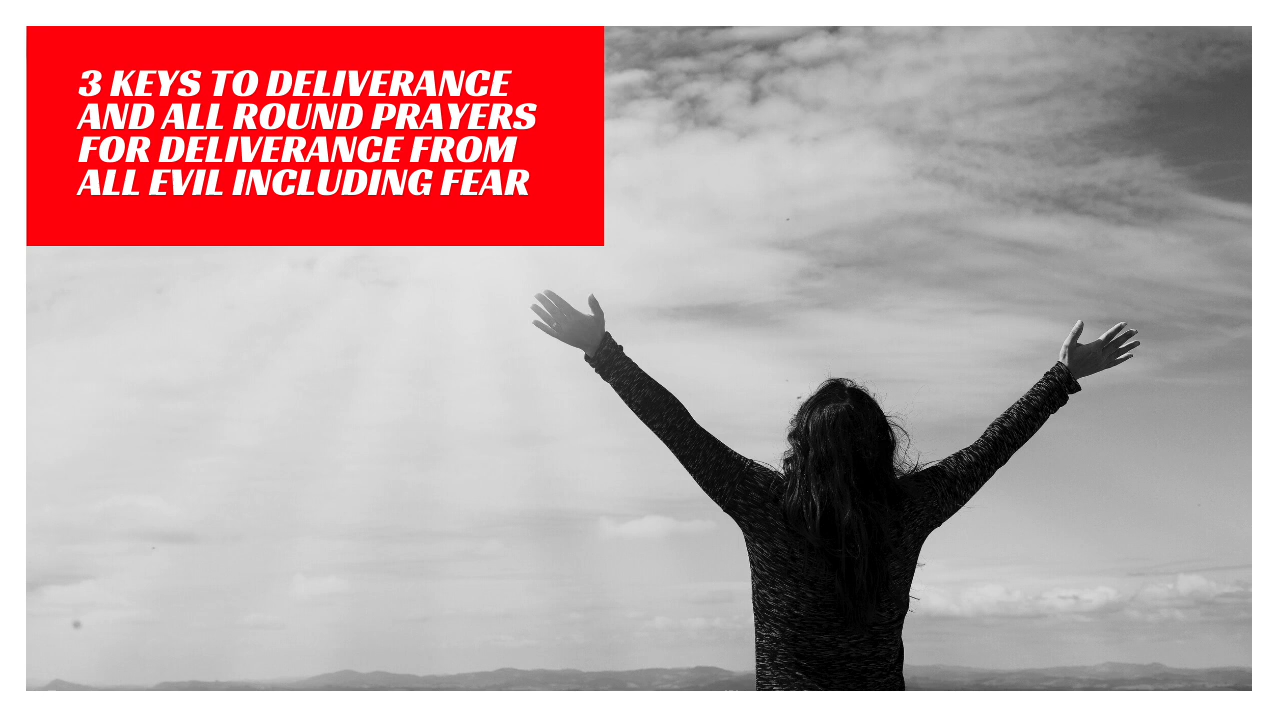 3 KEYS TO DELIVERANCE
AND ALL ROUND PRAYERS
FOR DELIVERANCE FROM
ALL EVIL INCLUDING FEAR